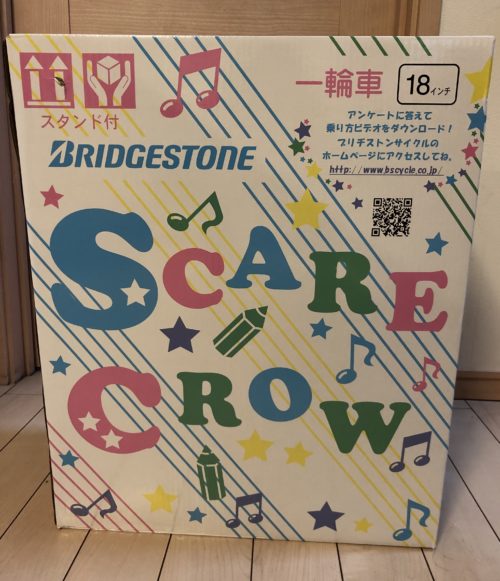 スタンド付
BRIDGESTONE
一輪車
18インチ
アンケートに答えて
乗り方ビデオをダウンロード!
ブリヂストンサイクルの
ホームページにアクセスしてね。
http://www.bscycle.co.jp/
SCARE
CROW